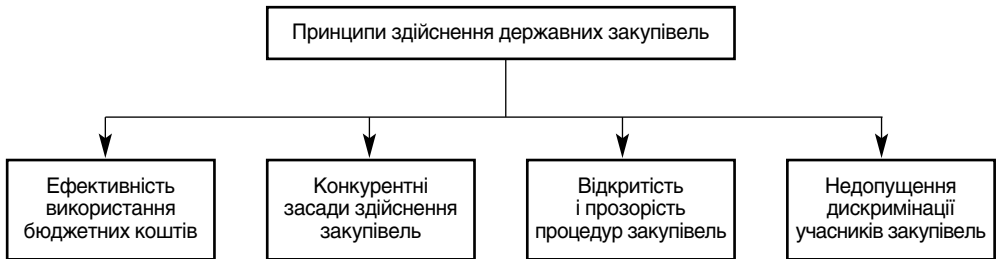 Принципи здійснення державних закупівель
Ефективність
використання
бюджетних коштів
Конкурентні
засади здійснення
закупівель
Відкритість
і прозорість
процедур закупівель
Недопущення
дискримінації
учасників закупівель